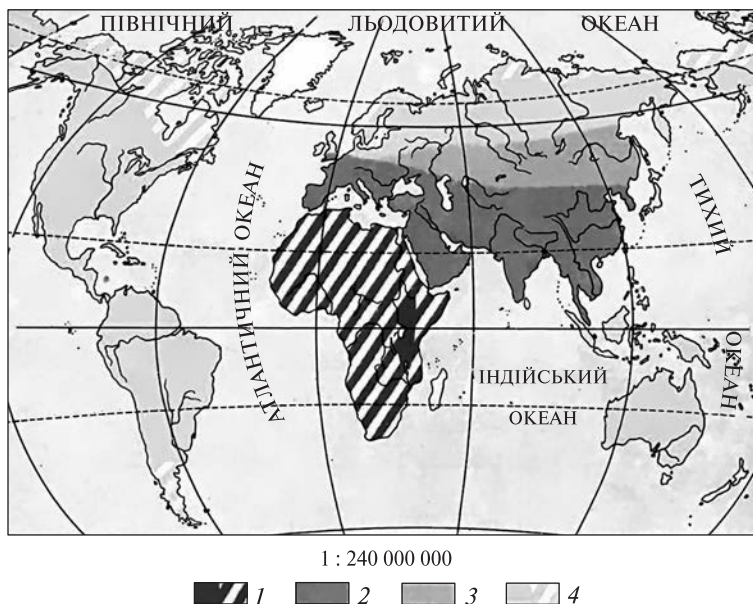 ПІВНІЧНИЙ ЛЬОДОВИТИЙ ОКЕАН
АТЛАНТИЧНИЙ ОКЕАН
ТИХИЙ
ОКЕАН
ІНДІЙСЬКИЙ
ОКЕАН
1 : 240 000 000
1 2 3 4